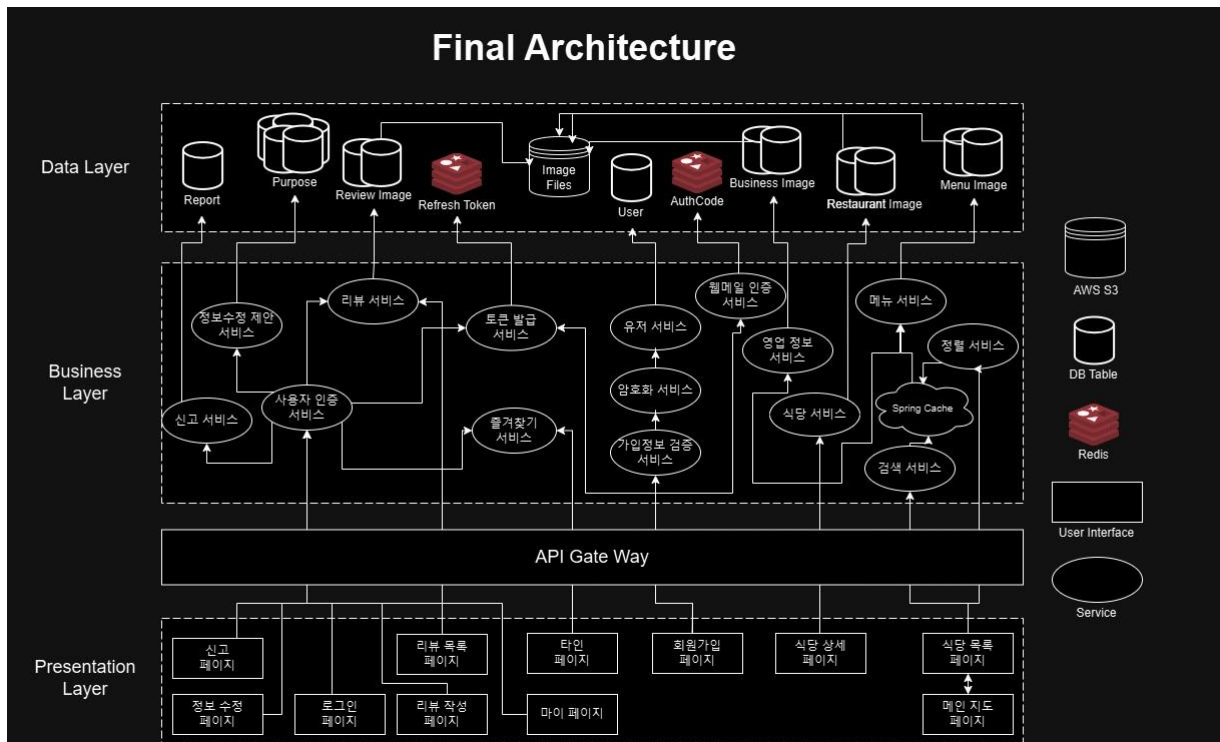 Final Architecture
Data Layer
Report
Purpose
Review Image
Refresh Token
Image
Files
User
AuthCode
Business Image
Restaurant Image
Menu Image
AWS S3
DB Table
Redis
User Interface
Service
Business
Layer
정보수정 제안
서비스
리뷰 서비스
토큰 발급
서비스
유저 서비스
웹메일 인증
서비스
영업 정보
서비스
메뉴 서비스
정렬 서비스
신고 서비스
사용자 인증
서비스
즐겨찾기
서비스
암호화 서비스
가입정보 검증
서비스
식당 서비스
Spring Cache
검색 서비스
API Gate Way
Presentation
Layer
신고
페이지
리뷰 목록
페이지
타인
페이지
회원가입
페이지
식당 상세
페이지
식당 목록
페이지
정보 수정
페이지
로그인
페이지
리뷰 작성
페이지
마이 페이지
메인 지도
페이지